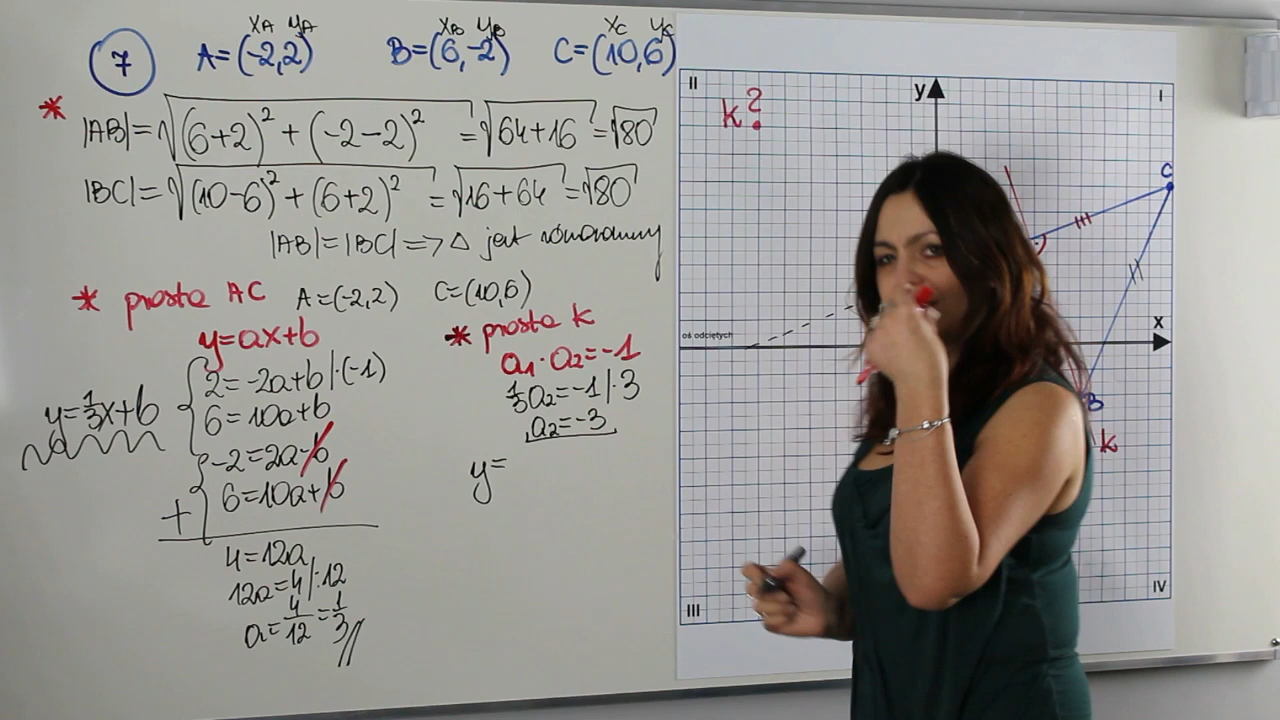 7 A=(-2,2) B=(6,-2) C=(10,6)
xA yA xB yB xC yC
* |AB|=√(6+2)²+(-2-2)² =√64+16=√80
|BC|=√(10-6)²+(6+2)² =√16+64=√80
|AB|=|BC| => △ jest równoramienny
* prosta AC A=(-2,2) C=(10,6)
y=ax+b
2=-2a+b|·(-1)
6=10a+b
y=1/3x+b
-2=2a-b
+ 6=10a+b
4=12a
12a=4|:12
a=4/12=1/3
* prosta k
a1·a2=-1
1/3a2=-1|·3
a2=-3
y=
II
k?
y
I
C
oś odciętych
x
B
k
III
IV